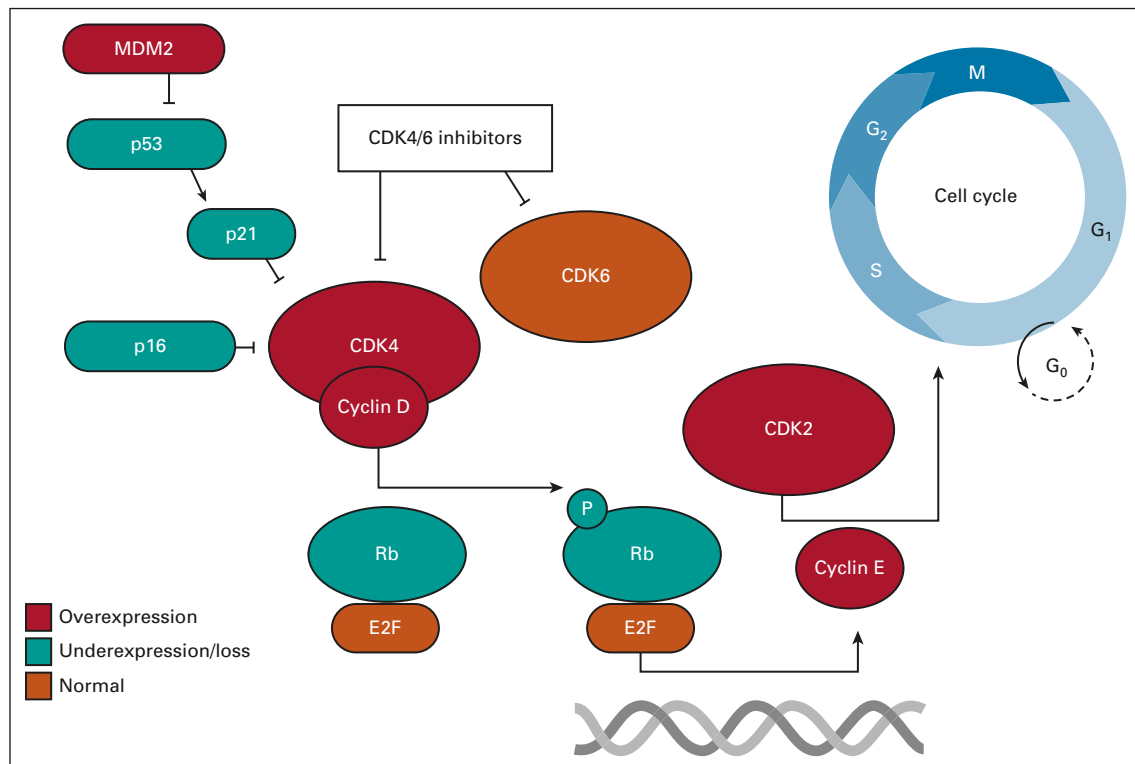 MDM2
p53
p21
p16
CDK4/6 inhibitors
CDK6
CDK4
Cyclin D
CDK2
Cyclin E
P
Rb
E2F
Rb
E2F
M
G₂
S
G₁
Cell cycle
G₀
Overexpression
Underexpression/loss
Normal